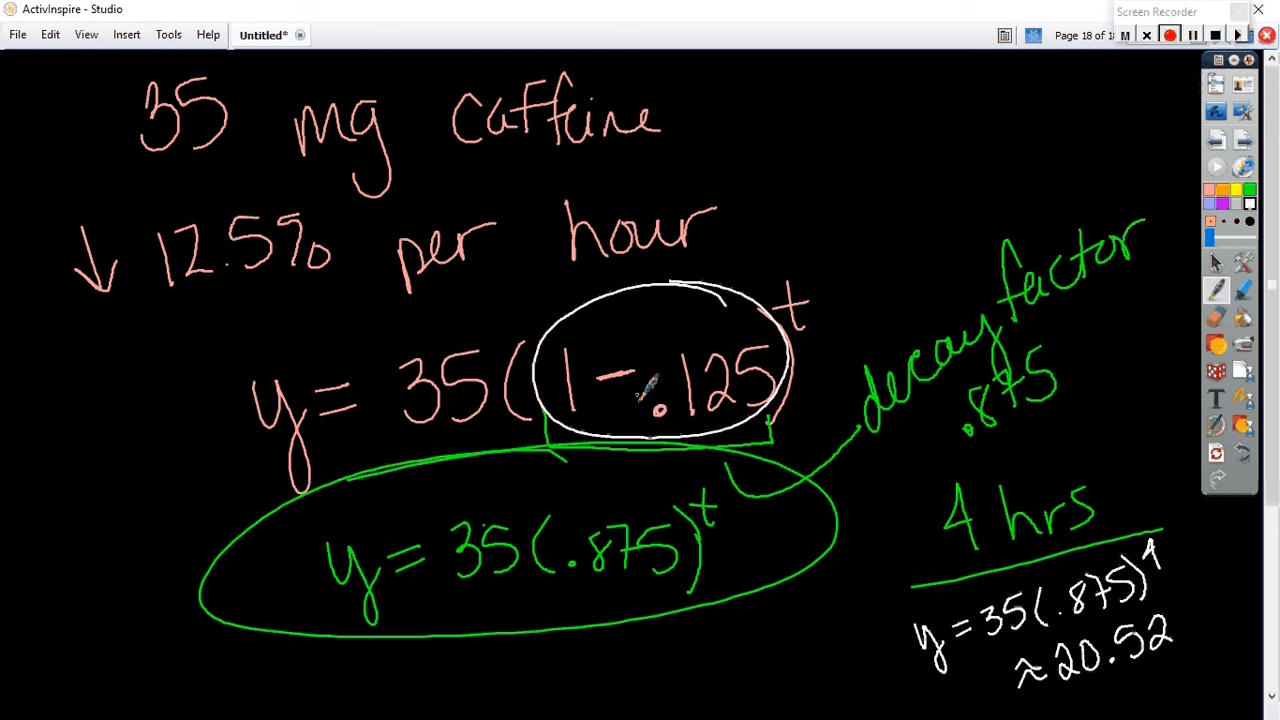 ActivInspire - Studio
Screen Recorder
File Edit View Insert Tools Help Untitled* Page 18 of 18
35 mg caffeine
↓ 12.5% per hour
y = 35(1 - .125)^t
decay factor
.875
y = 35(.875)^t
4 hrs
y = 35(.875)^4
≈ 20.52